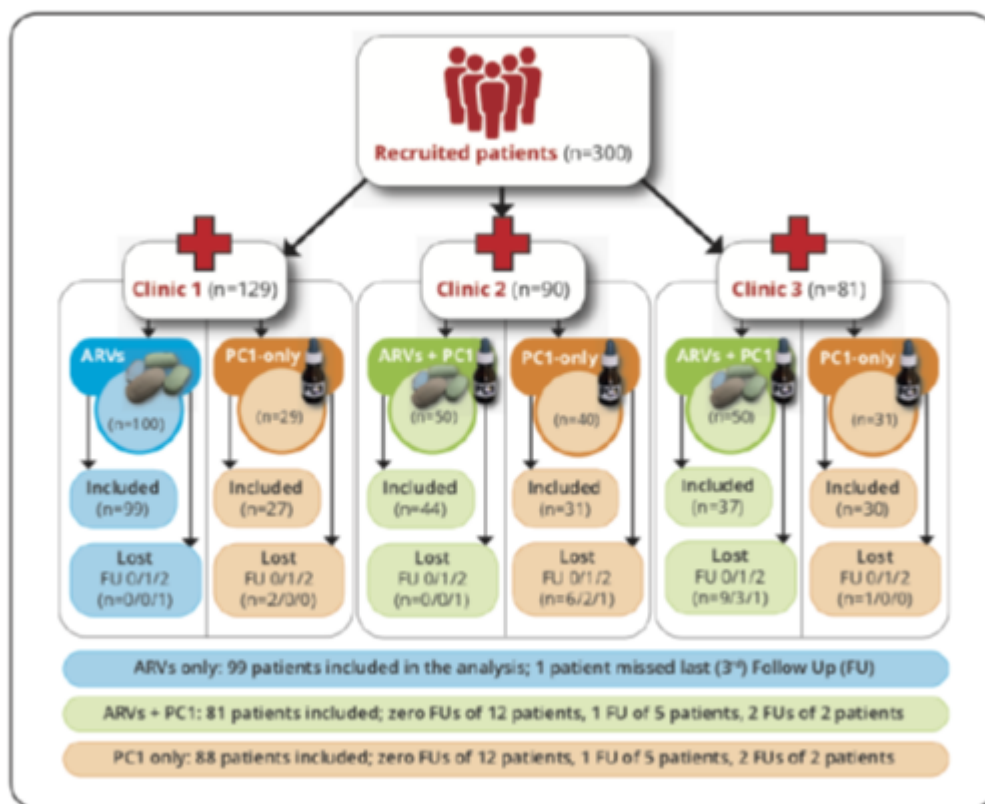 Recruited patients (n=300)
Clinic 1 (n=129)
Clinic 2 (n=90)
Clinic 3 (n=81)
ARVs
PC1-only
ARVs + PC1
PC1-only
ARVs + PC1
PC1-only
(n=100)
(n=29)
(n=50)
(n=40)
(n=50)
(n=31)
Included
(n=99)
Included
(n=27)
Included
(n=44)
Included
(n=31)
Included
(n=37)
Included
(n=30)
Lost
FU 0/1/2
(n=0/0/1)
Lost
FU 0/1/2
(n=2/0/0)
Lost
FU 0/1/2
(n=0/0/1)
Lost
FU 0/1/2
(n=6/2/1)
Lost
FU 0/1/2
(n=9/3/1)
Lost
FU 0/1/2
(n=1/0/0)
ARVs only: 99 patients included in the analysis; 1 patient missed last (3rd) Follow Up (FU)
ARVs + PC1: 81 patients included; zero FUs of 12 patients, 1 FU of 5 patients, 2 FUs of 2 patients
PC1 only: 88 patients included; zero FUs of 12 patients, 1 FU of 5 patients, 2 FUs of 2 patients